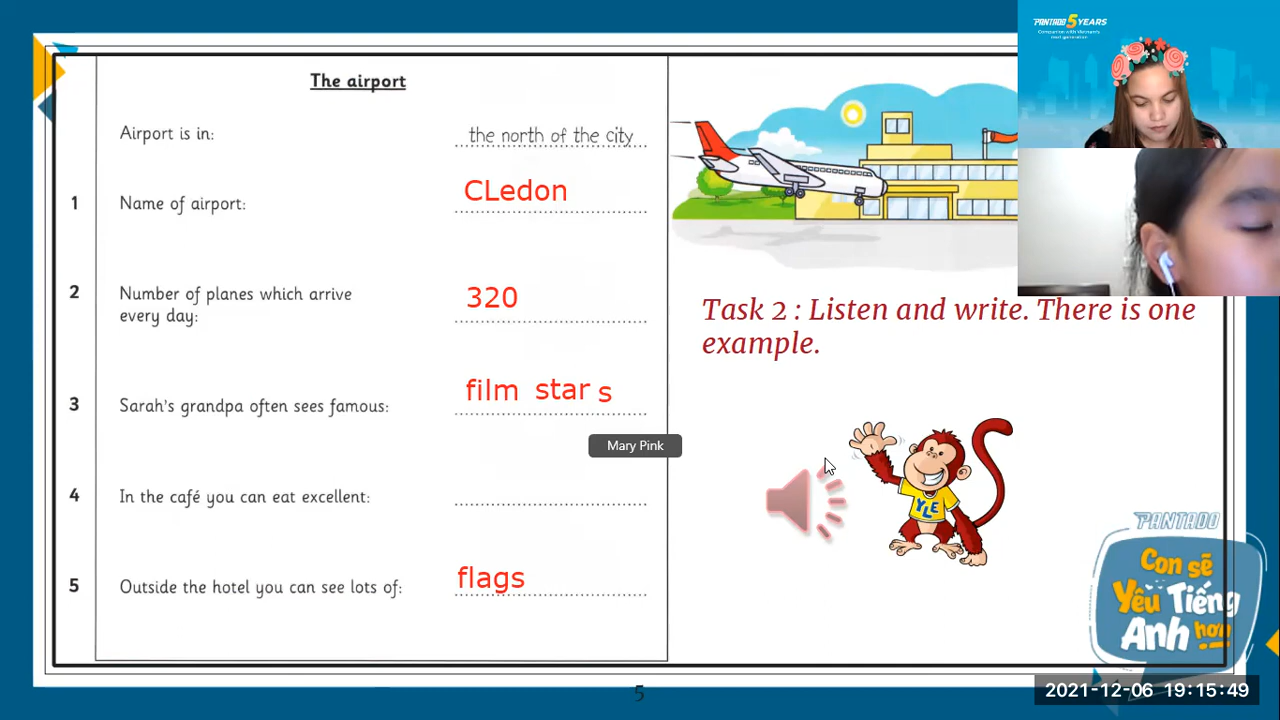 PANTADO 5 YEARS
The airport
Airport is in: the north of the city
1 Name of airport: CLedon
2 Number of planes which arrive
every day: 320
3 Sarah's grandpa often sees famous: film star s
Mary Pink
4 In the café you can eat excellent:
5 Outside the hotel you can see lots of: flags
Task 2 : Listen and write. There is one
example.
YLE
PANTADO
Con sẽ
Yêu Tiếng
Anh hơn
2021-12-06 19:15:49
5